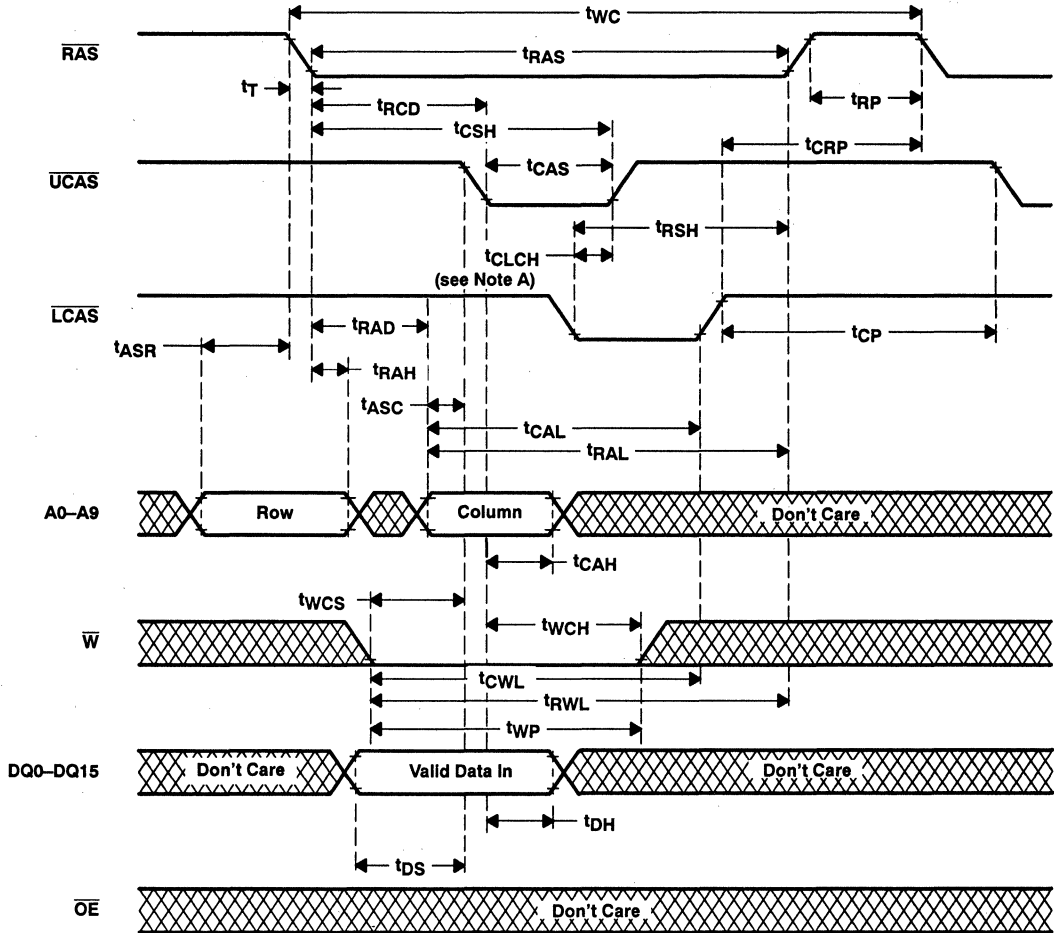 tWC
RAS
tRAS
tT
tRP
tRCD
tCSH
tCRP
UCAS
tCAS
tRSH
tCLCH
(see Note A)
LCAS
tRAD
tCP
tASR
tRAH
tASC
tCAL
tRAL
A0–A9
Row
Column
Don't Care
tCAH
tWCS
W
tWCH
tCWL
tRWL
tWP
DQ0–DQ15
Don't Care
Valid Data In
Don't Care
tDH
tDS
OE
Don't Care